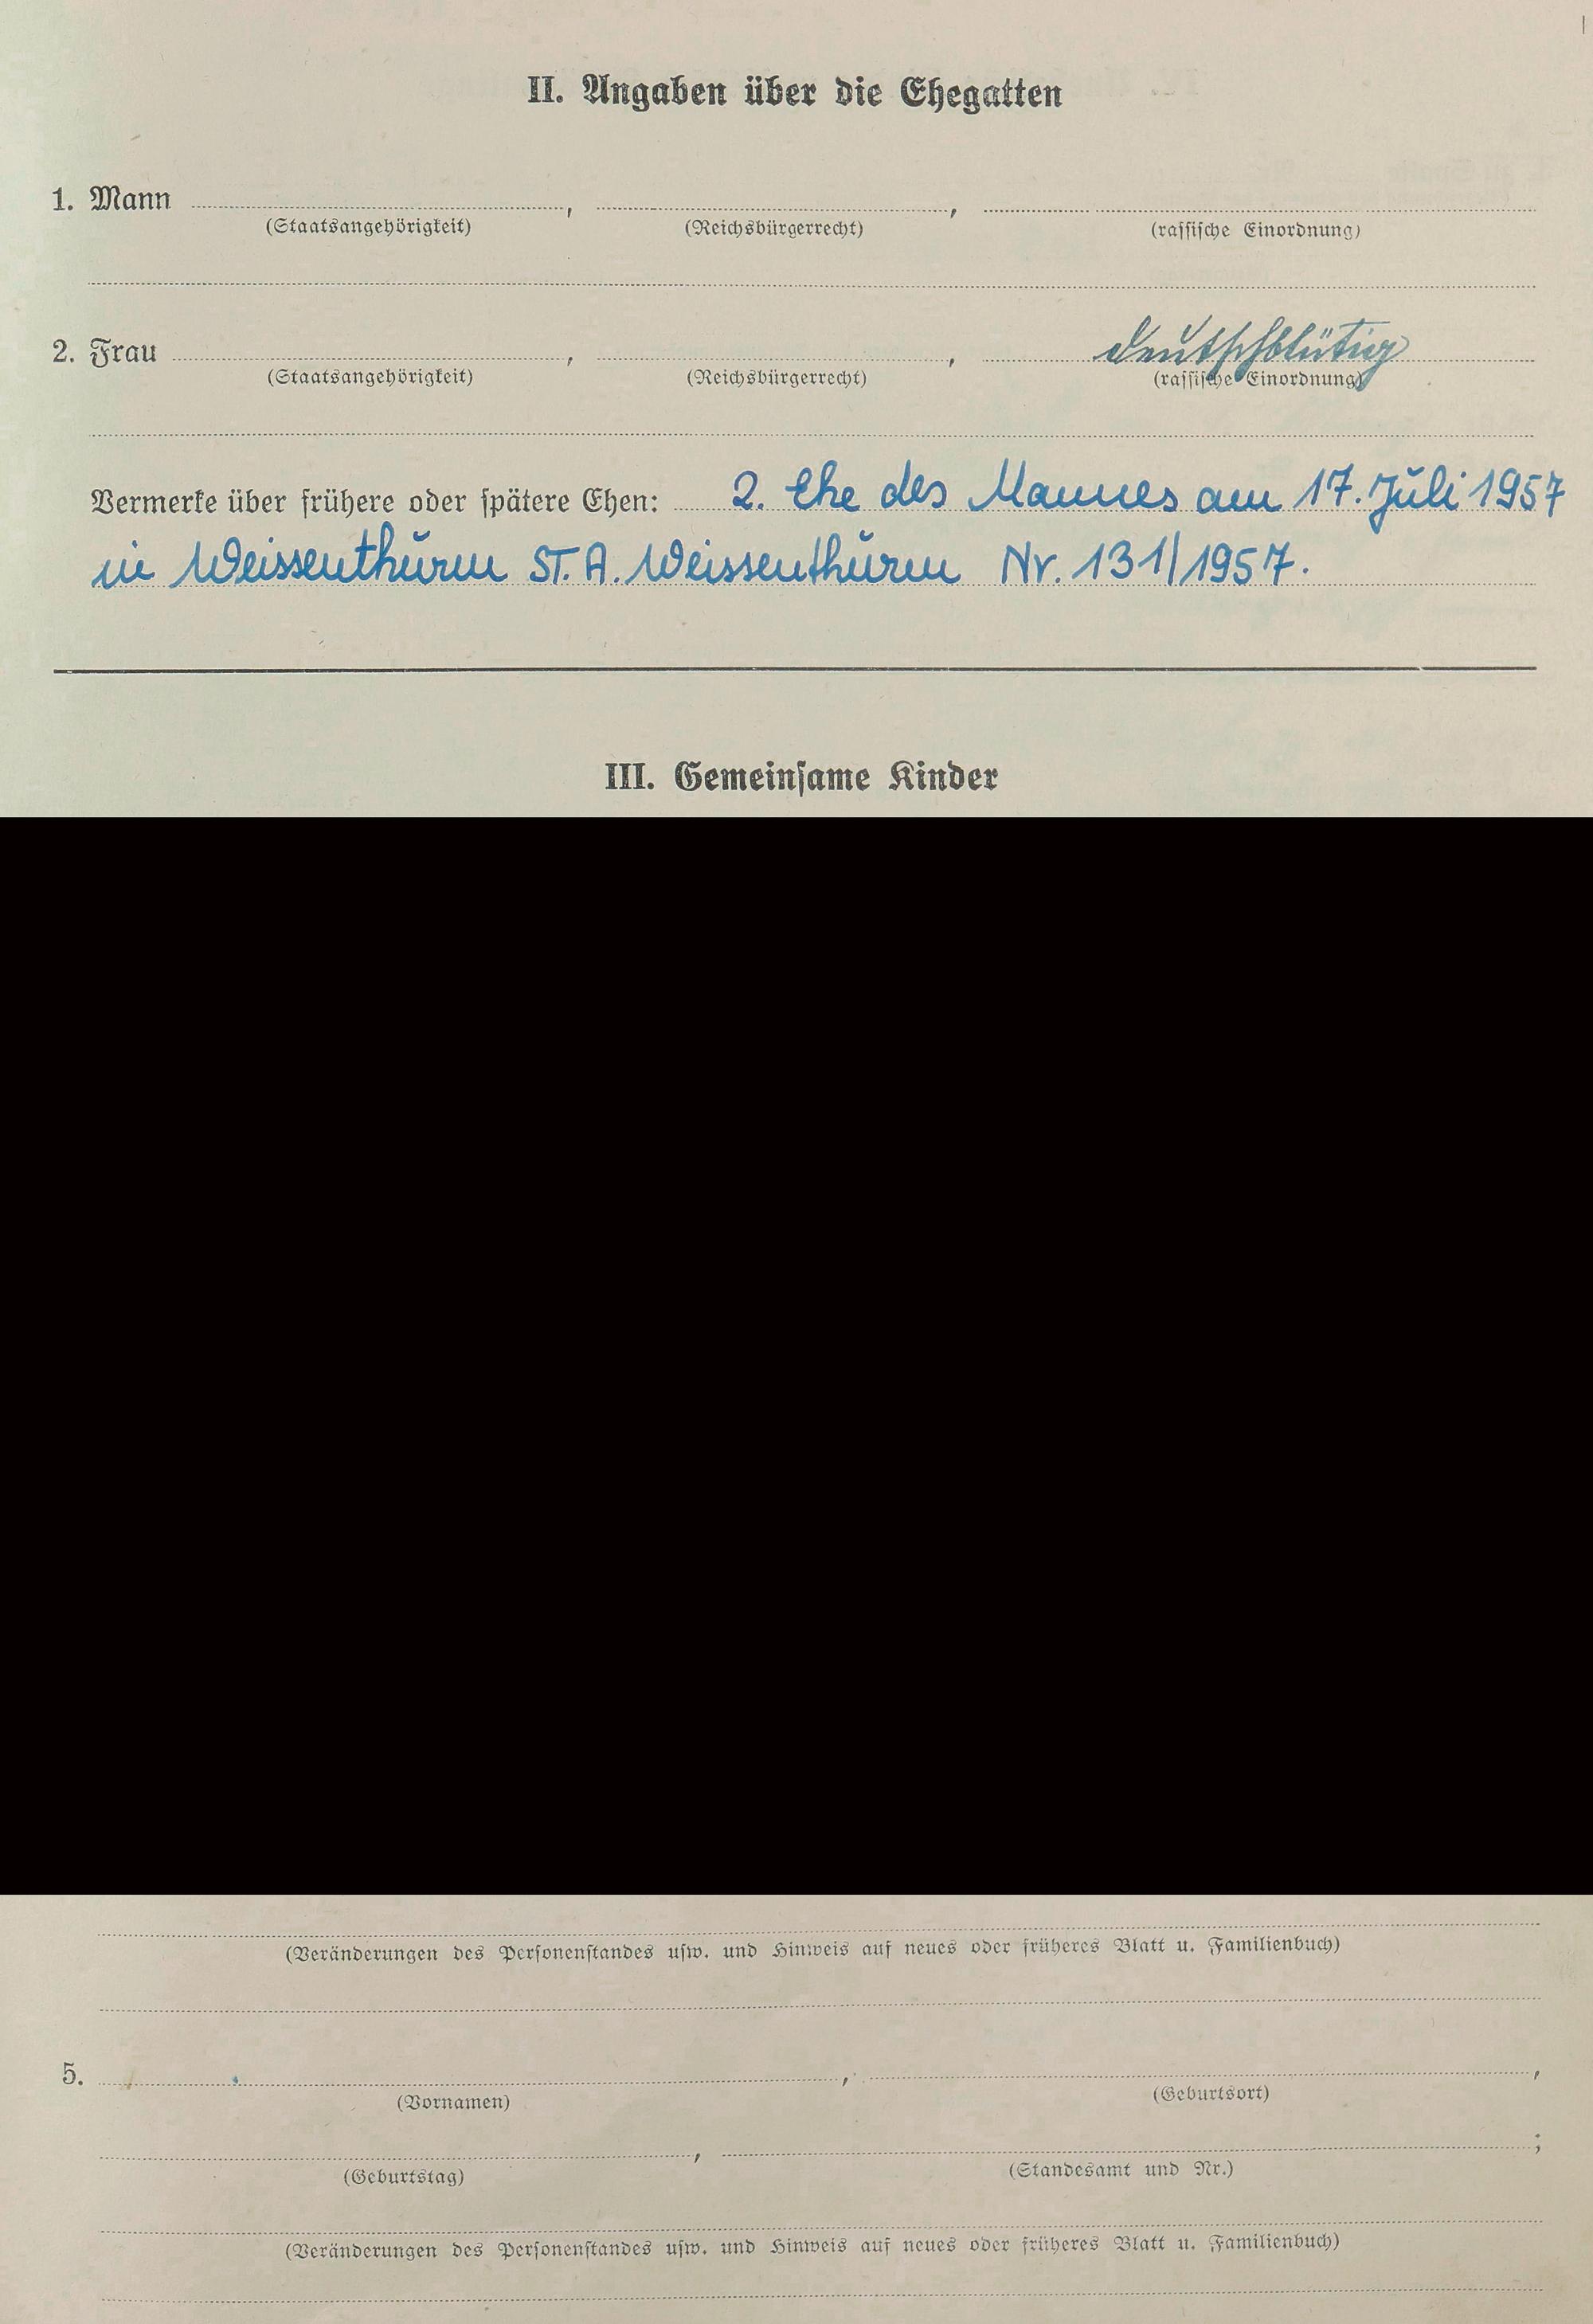 II. Angaben über die Ehegatten
1. Mann , ,
(Staatsangehörigkeit) (Reichsbürgerrecht) (rassische Einordnung)
2. Frau , , deutschblütig
(Staatsangehörigkeit) (Reichsbürgerrecht) (rassische Einordnung)
Vermerke über frühere oder spätere Ehen: 2. Ehe des Mannes am 17. Juli 1957
in Weissenthurm ST. A. Weissenthurm Nr. 131/1957.
III. Gemeinsame Kinder
(Veränderungen des Personenstandes usw. und Hinweis auf neues oder früheres Blatt u. Familienbuch)
5. , ,
(Vornamen) (Geburtsort)
, ;
(Geburtstag) (Standesamt und Nr.)
(Veränderungen des Personenstandes usw. und Hinweis auf neues oder früheres Blatt u. Familienbuch)